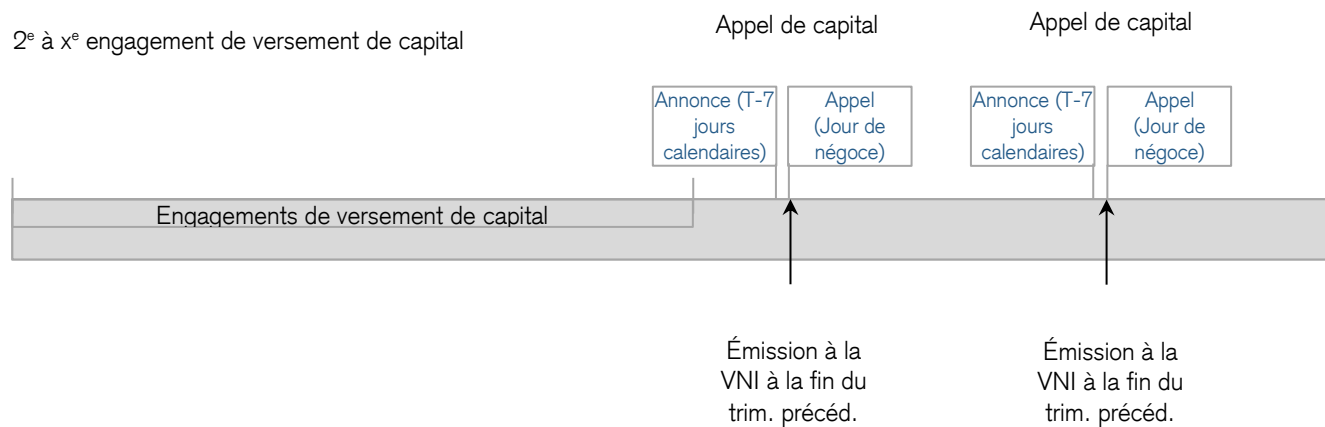 2ᵉ à xᵉ engagement de versement de capital
Appel de capital
Appel de capital
Annonce (T-7
jours
calendaires)
Appel
(Jour de
négoce)
Annonce (T-7
jours
calendaires)
Appel
(Jour de
négoce)
Engagements de versement de capital
Émission à la
VNI à la fin du
trim. précéd.
Émission à la
VNI à la fin du
trim. précéd.